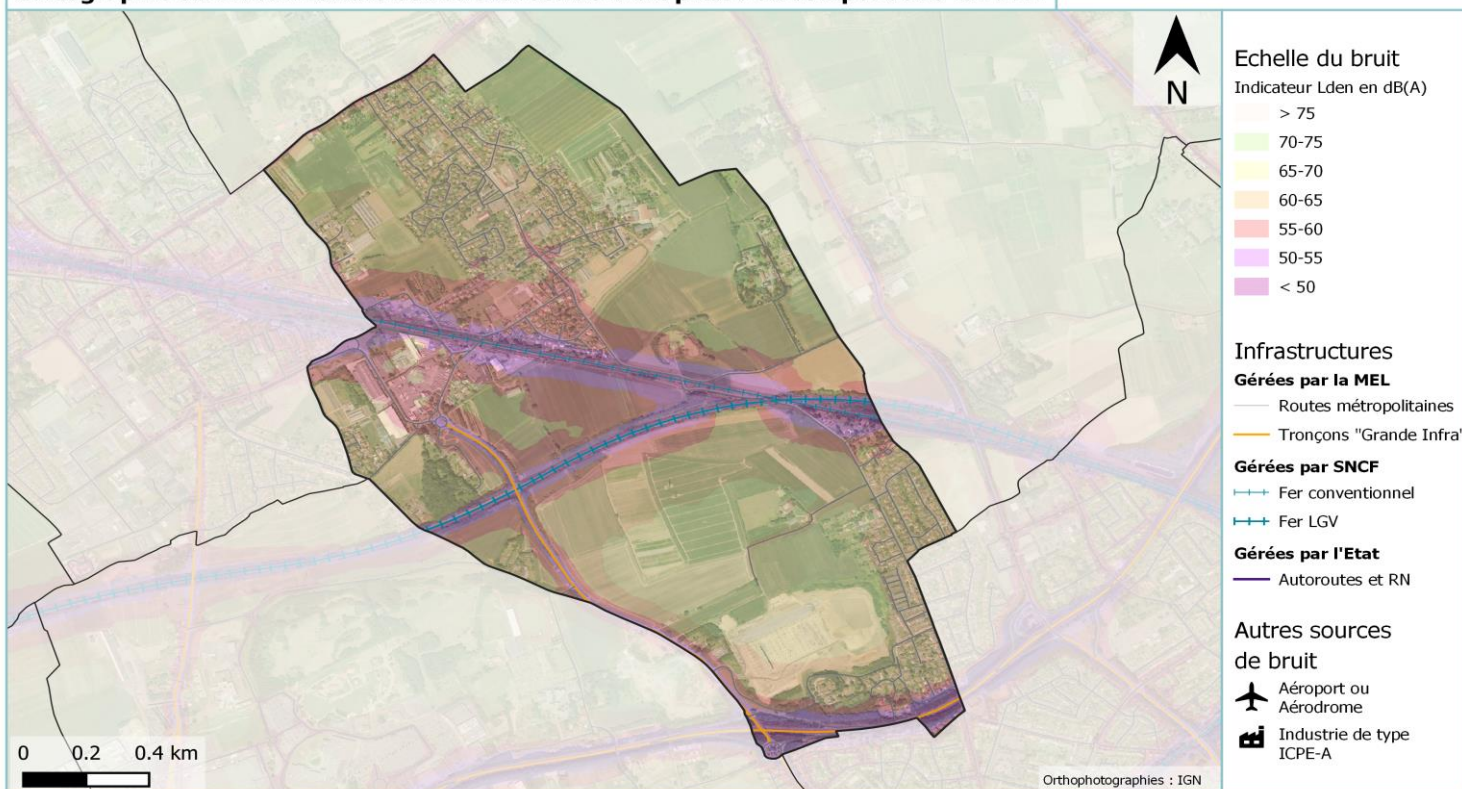 N
Echelle du bruit
Indicateur Lden en dB(A)
> 75
70-75
65-70
60-65
55-60
50-55
< 50
Infrastructures
Gérées par la MEL
Routes métropolitaines
Tronçons "Grande Infra"
Gérées par SNCF
Fer conventionnel
Fer LGV
Gérées par l'Etat
Autoroutes et RN
Autres sources
de bruit
Aéroport ou
Aérodrome
Industrie de type
ICPE-A
0 0.2 0.4 km
Orthophotographies : IGN